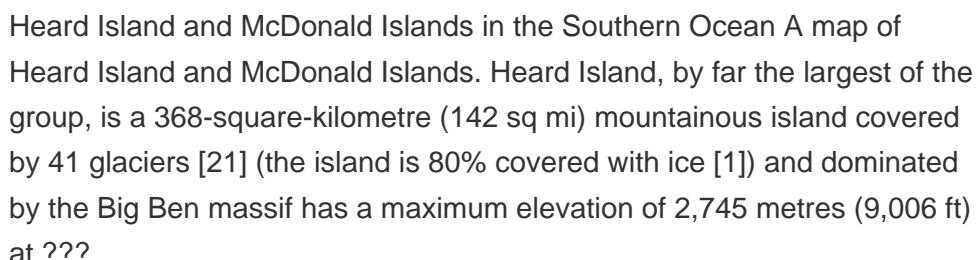 Heard Island and McDonald Islands in the Southern Ocean A map of
Heard Island and McDonald Islands. Heard Island, by far the largest of the
group, is a 368-square-kilometre (142 sq mi) mountainous island covered
by 41 glaciers [21] (the island is 80% covered with ice [1]) and dominated
by the Big Ben massif has a maximum elevation of 2,745 metres (9,006 ft)
at ???